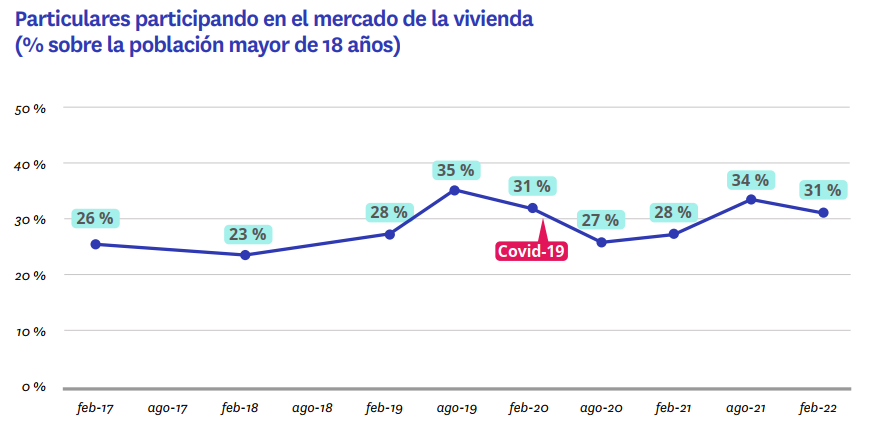 Particulares participando en el mercado de la vivienda
(% sobre la población mayor de 18 años)
50 %
40 %
30 %
20 %
10 %
0 %
26 %
23 %
28 %
35 %
31 %
27 %
28 %
34 %
31 %
Covid-19
feb-17
ago-17
feb-18
ago-18
feb-19
ago-19
feb-20
ago-20
feb-21
ago-21
feb-22